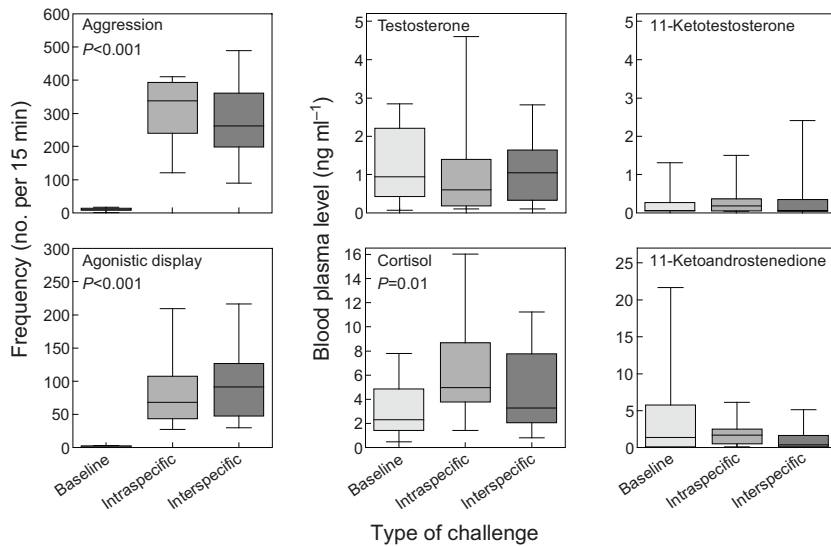 Frequency (no. per 15 min)
600
500
400
300
200
100
0
Aggression
P<0.001
Blood plasma level (ng ml−1)
5
4
3
2
1
0
Testosterone
5
4
3
2
1
0
11-Ketotestosterone
300
250
200
150
100
50
0
Agonistic display
P<0.001
16
14
12
10
8
6
4
2
0
Cortisol
P=0.01
25
20
15
10
5
0
11-Ketoandrostenedione
Baseline
Intraspecific
Interspecific
Baseline
Intraspecific
Interspecific
Baseline
Intraspecific
Interspecific
Type of challenge